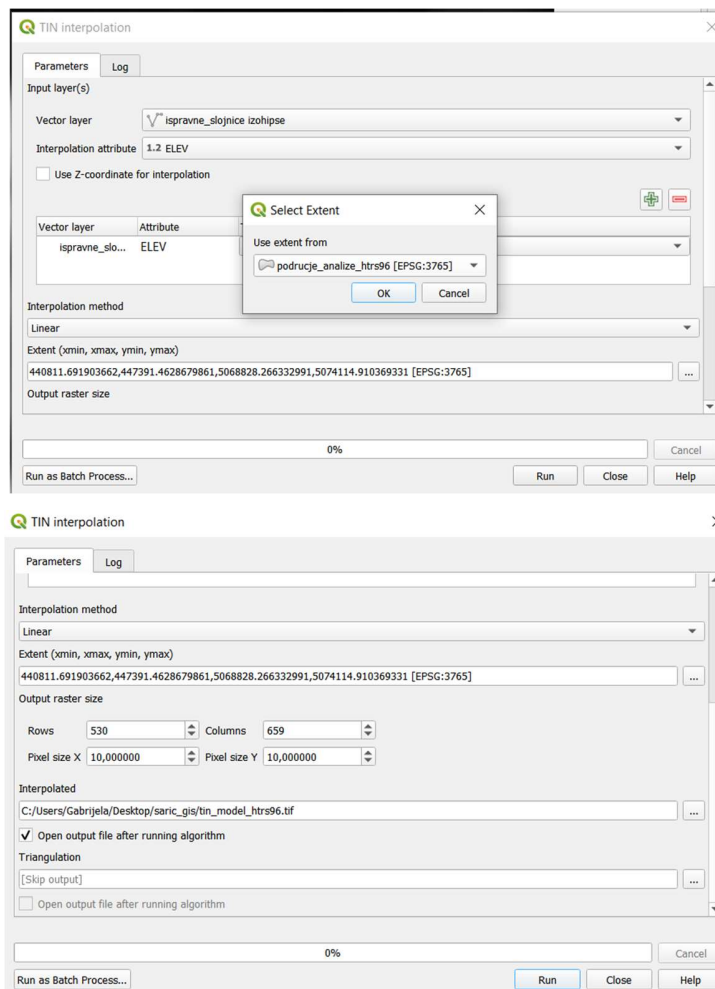 TIN interpolation
Parameters Log
Input layer(s)
Vector layer ispravne_slojnice izohipse
Interpolation attribute 1.2 ELEV
Use Z-coordinate for interpolation
Select Extent
Use extent from
podrucje_analize_htrs96 [EPSG:3765]
OK Cancel
Vector layer Attribute
ispravne_slo... ELEV
Interpolation method
Linear
Extent (xmin, xmax, ymin, ymax)
440811.691903662,447391.4628679861,5068828.266332991,5074114.910369331 [EPSG:3765]
...
Output raster size
0%
Cancel
Run as Batch Process...
Run Close Help
TIN interpolation
Parameters Log
Interpolation method
Linear
Extent (xmin, xmax, ymin, ymax)
440811.691903662,447391.4628679861,5068828.266332991,5074114.910369331 [EPSG:3765]
...
Output raster size
Rows 530 Columns 659
Pixel size X 10,000000 Pixel size Y 10,000000
Interpolated
C:/Users/Gabrijela/Desktop/saric_gis/tin_model_htrs96.tif
...
Open output file after running algorithm
Triangulation
[Skip output]
...
Open output file after running algorithm
0%
Cancel
Run as Batch Process...
Run Close Help